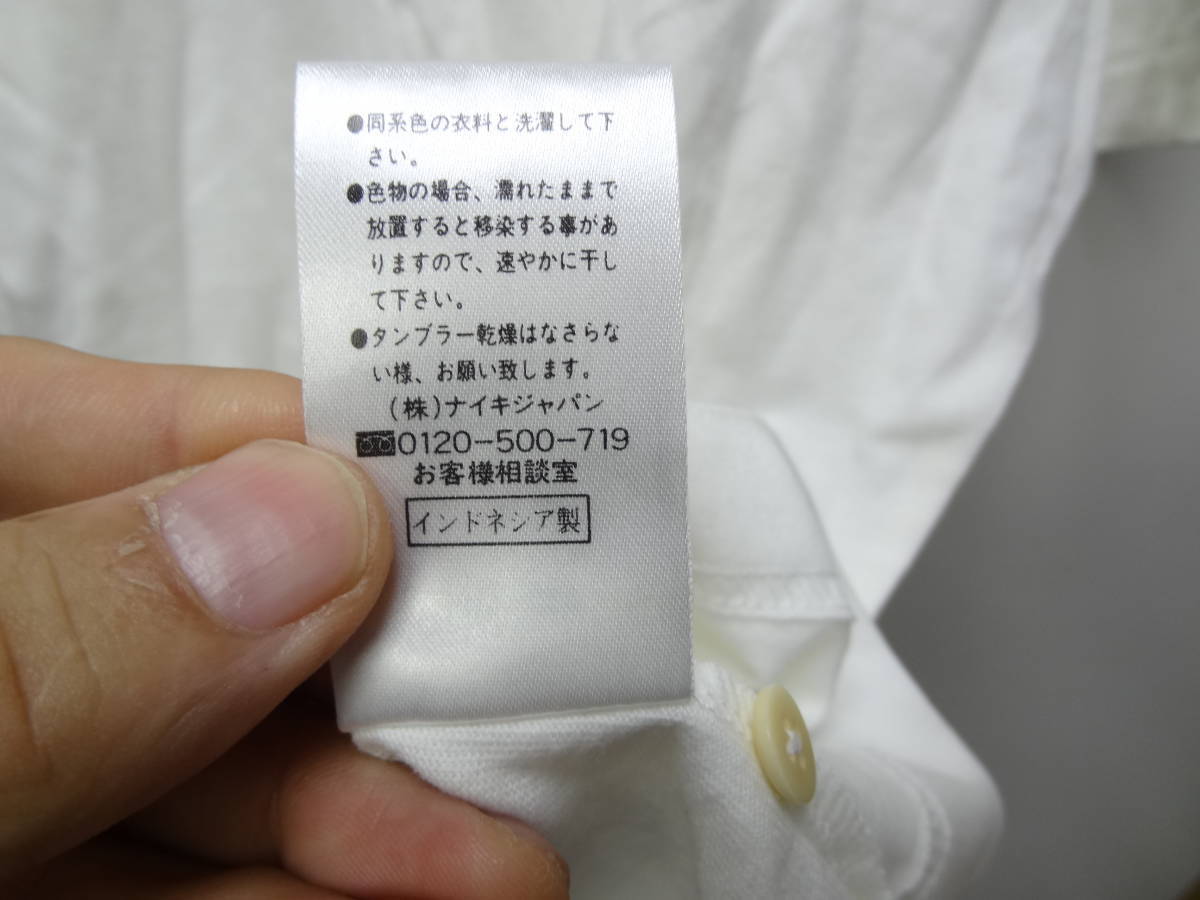 ●同系色の衣料と洗濯して下
さい。
●色物の場合、濡れたままで
放置すると移染する事があ
りますので、速やかに干し
て下さい。
●タンブラー乾燥はなさらな
い様、お願い致します。
(株)ナイキジャパン
0120-500-719
お客様相談室
インドネシア製